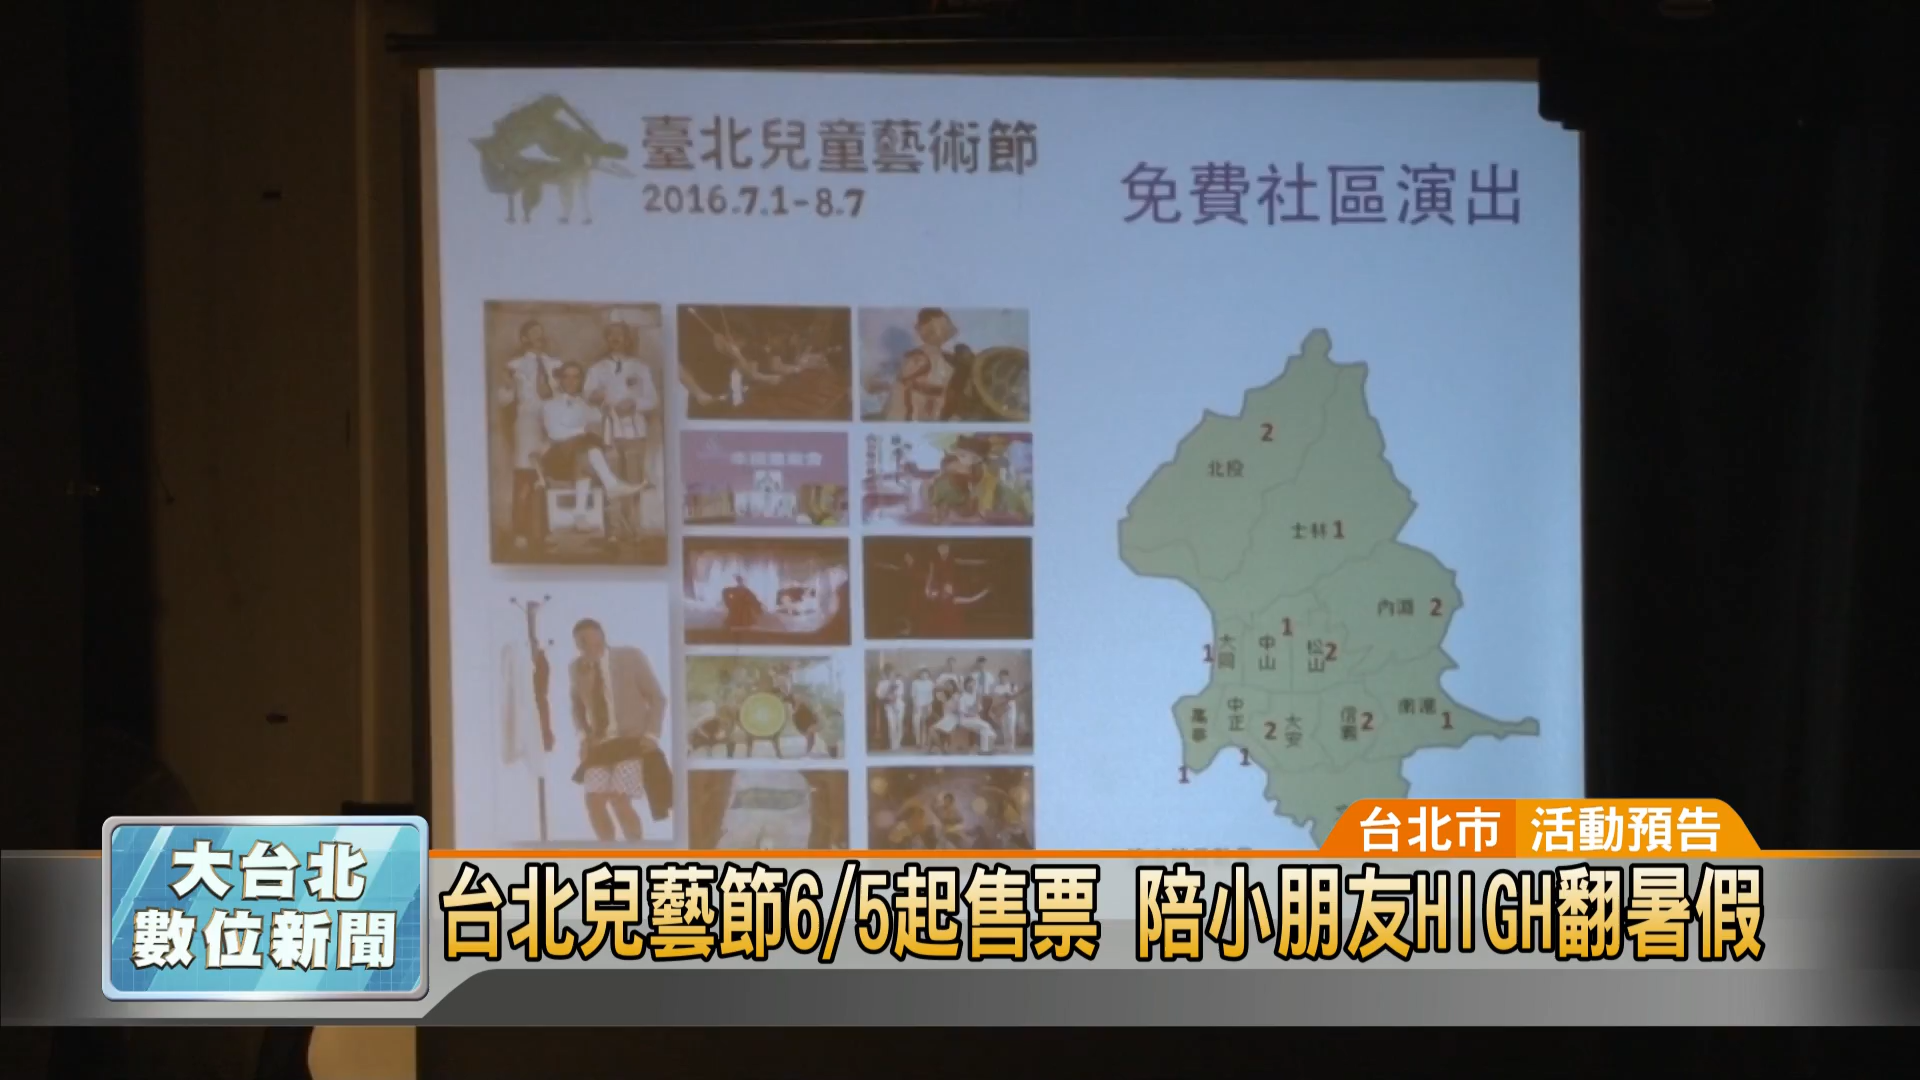 臺北兒童藝術節
2016.7.1-8.7
免費社區演出
2
北投
士林 1
內湖 2
1
1 大同
中山
松山 2
萬華
中正
2 大安
信義 2
南港 1
1
1
台北市 活動預告
大台北
數位新聞
台北兒藝節6/5起售票 陪小朋友HIGH翻暑假